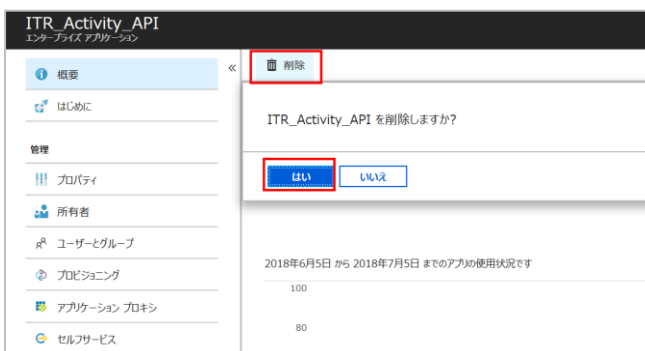 ITR_Activity_API
エンタープライズ アプリケーション
概要
はじめに
管理
プロパティ
所有者
ユーザーとグループ
プロビジョニング
アプリケーション プロキシ
セルフサービス
«
削除
ITR_Activity_API を削除しますか?
はい
いいえ
2018年6月5日 から 2018年7月5日 までのアプリの使用状況です
100
80